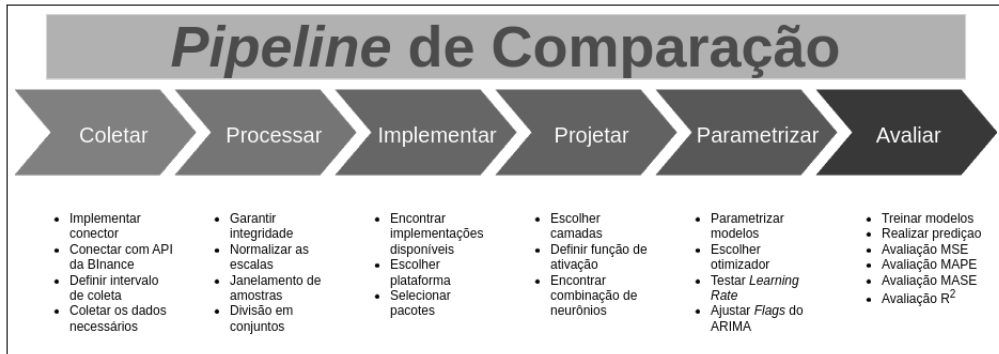 Pipeline de Comparação
Coletar
Processar
Implementar
Projetar
Parametrizar
Avaliar
• Implementar
conector
• Conectar com API
da BInance
• Definir intervalo
de coleta
• Coletar os dados
necessários
• Garantir
integridade
• Normalizar as
escalas
• Janelamento de
amostras
• Divisão em
conjuntos
• Encontrar
implementações
disponíveis
• Escolher
plataforma
• Selecionar
pacotes
• Escolher
camadas
• Definir função de
ativação
• Encontrar
combinação de
neurônios
• Parametrizar
modelos
• Escolher
otimizador
• Testar Learning
Rate
• Ajustar Flags do
ARIMA
• Treinar modelos
• Realizar prediçao
• Avaliação MSE
• Avaliação MAPE
• Avaliação MASE
• Avaliação R²